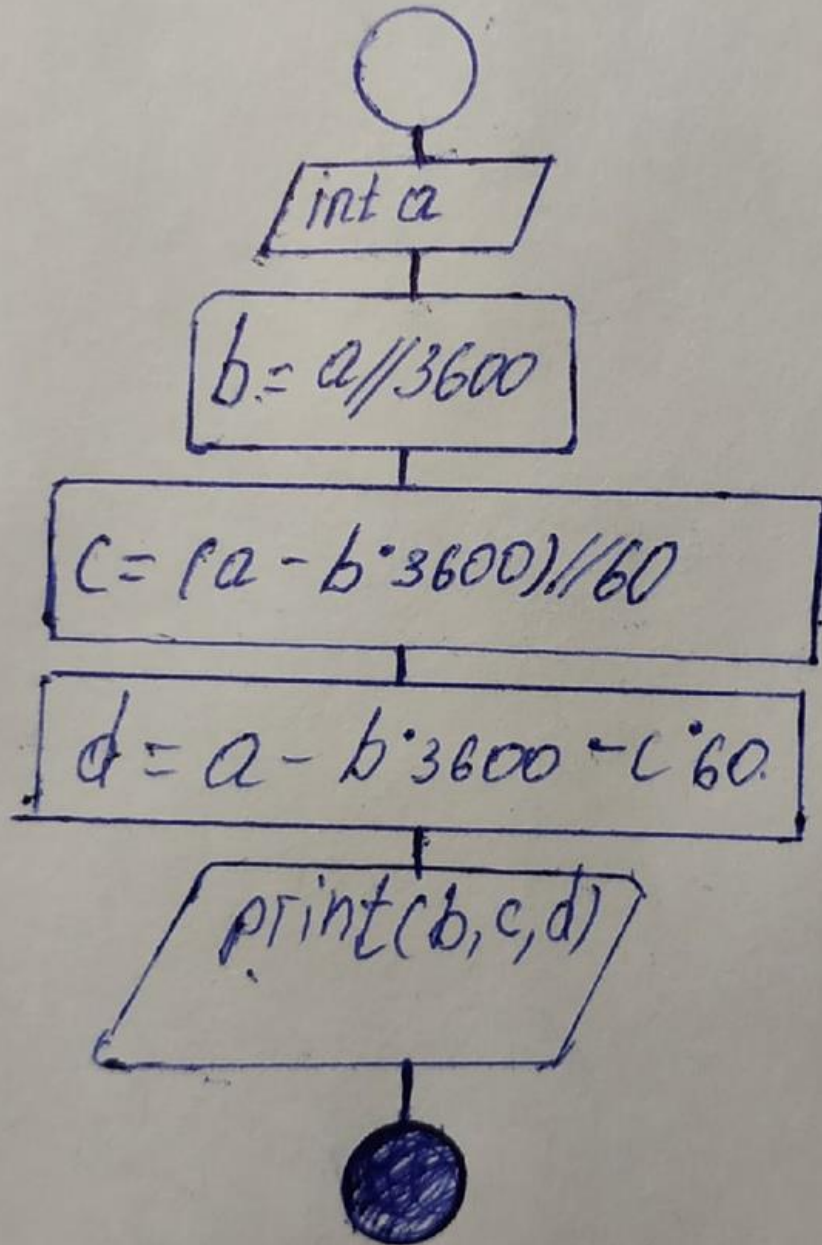 int a
b = a//3600
c = (a - b·3600)//60
d = a - b·3600 - c·60
print(b, c, d)